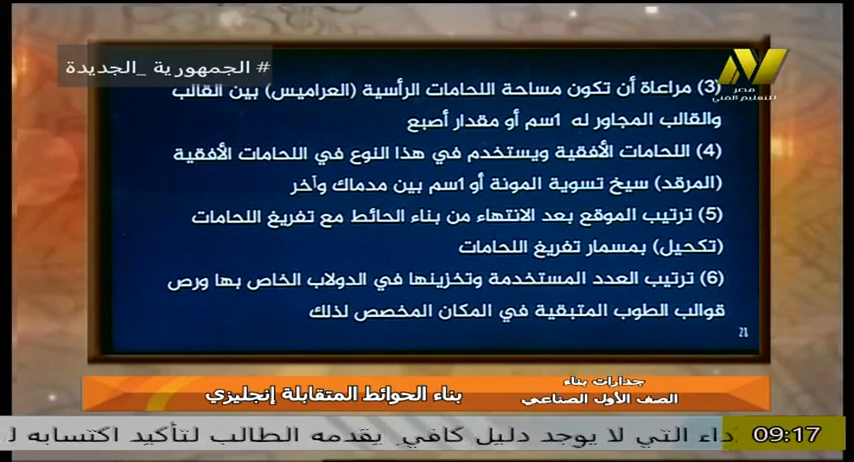 # الجمهورية _الجديدة
مصر
للتعليم الفني
(3) مراعاة أن تكون مساحة اللحامات الرأسية (العراميس) بين القالب
والقالب المجاور له 1سم أو مقدار أصبع
(4) اللحامات الأفقية ويستخدم في هذا النوع في اللحامات الأفقية
(المرقد) سيخ تسوية المونة أو 1سم بين مدماك وآخر
(5) ترتيب الموقع بعد الانتهاء من بناء الحائط مع تفريغ اللحامات
(تكحيل) بمسمار تفريغ اللحامات
(6) ترتيب العدد المستخدمة وتخزينها في الدولاب الخاص بها ورص
قوالب الطوب المتبقية في المكان المخصص لذلك
21
جدارات بناء
الصف الأول الصناعي
بناء الحوائط المتقابلة إنجليزي
داء التي لا يوجد دليل كافي يقدمه الطالب لتأكيد اكتسابه
09:17